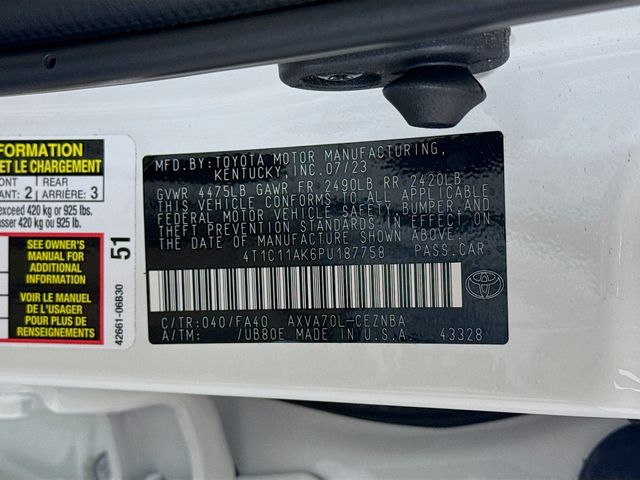 FORMATION
ET LE CHARGEMENT
ONT
ANT: 2
REAR
ARRIÈRE: 3
exceed 420 kg or 925 lbs.
asser 420 kg ou 925 lb.
SEE OWNER'S
MANUAL FOR
ADDITIONAL
INFORMATION
VOIR LE MANUEL
DE L'USAGER
POUR PLUS DE
RENSEIGNEMENTS
51
42661-06B30
MFD.BY:TOYOTA MOTOR MANUFACTURING,
KENTUCKY, INC.07/23
GVWR 4475LB GAWR FR 2490LB RR 2420LB
THIS VEHICLE CONFORMS TO ALL APPLICABLE
FEDERAL MOTOR VEHICLE SAFETY, BUMPER, AND
THEFT PREVENTION STANDARDS IN EFFECT ON
THE DATE OF MANUFACTURE SHOWN ABOVE.
4T1C11AK6PU187758 PASS.CAR
C/TR:040/FA40 AXVA70L-CEZNBA
A/TM: /UB80E MADE IN U.S.A. 43328